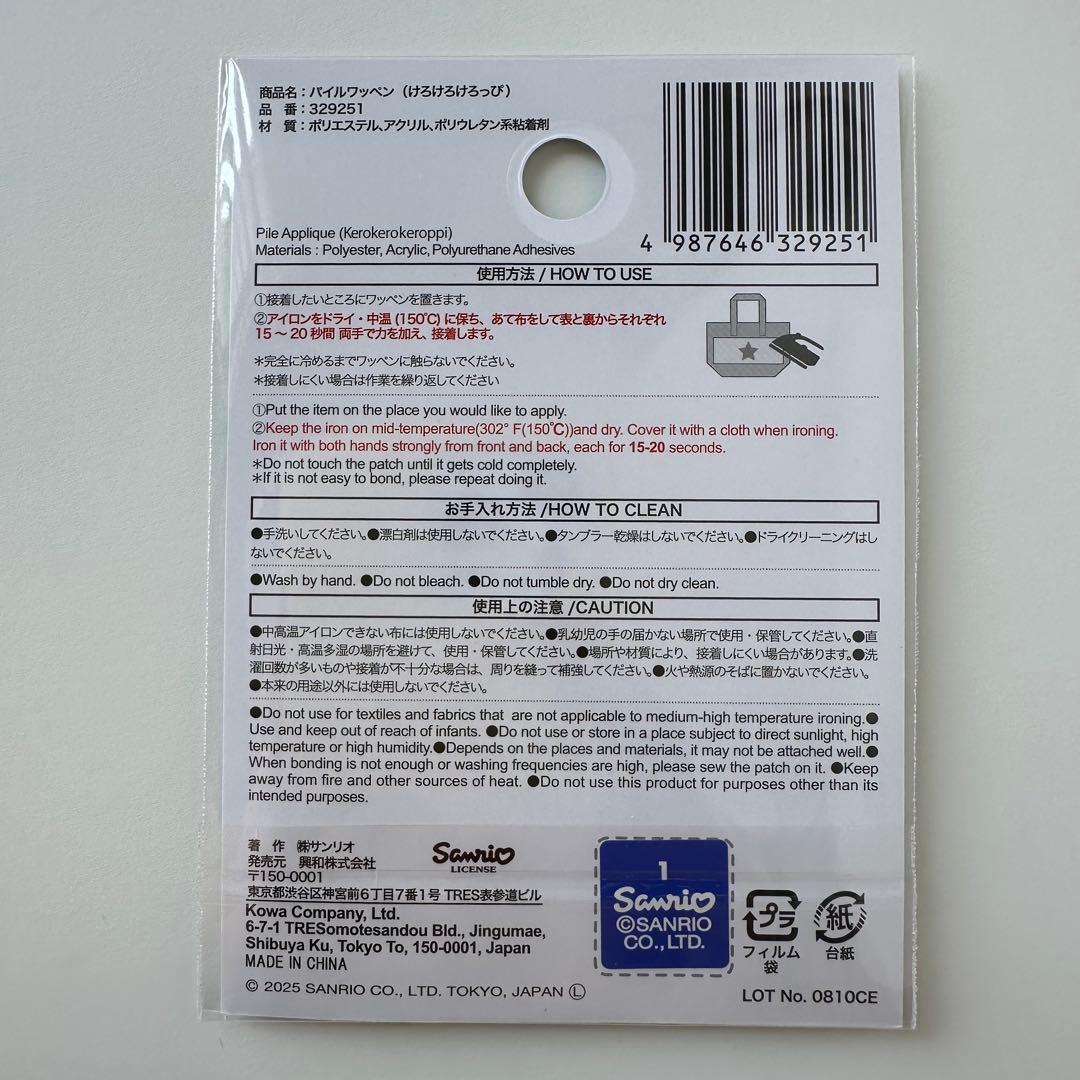 商品名：パイルワッペン（けろけろけろっぴ）
品　番：329251
材　質：ポリエステル、アクリル、ポリウレタン系粘着剤
4 987646 329251
Pile Applique (Kerokerokeroppi)
Materials : Polyester, Acrylic, Polyurethane Adhesives
使用方法 / HOW TO USE
①接着したいところにワッペンを置きます。
②アイロンをドライ・中温 (150℃) に保ち、あて布をして表と裏からそれぞれ
15 ～ 20 秒間 両手で力を加え、接着します。
＊完全に冷めるまでワッペンに触らないでください。
＊接着しにくい場合は作業を繰り返してください
①Put the item on the place you would like to apply.
②Keep the iron on mid-temperature(302° F(150℃))and dry. Cover it with a cloth when ironing.
Iron it with both hands strongly from front and back, each for 15-20 seconds.
＊Do not touch the patch until it gets cold completely.
＊If it is not easy to bond, please repeat doing it.
お手入れ方法 /HOW TO CLEAN
●手洗いしてください。●漂白剤は使用しないでください。●タンブラー乾燥はしないでください。●ドライクリーニングはし
ないでください。
●Wash by hand. ●Do not bleach. ●Do not tumble dry. ●Do not dry clean.
使用上の注意 /CAUTION
●中高温アイロンできない布には使用しないでください。●乳幼児の手の届かない場所で使用・保管してください。●直
射日光・高温多湿の場所を避けて、使用・保管してください。●場所や材質により、接着しにくい場合があります。●洗
濯回数が多いものや接着が不十分な場合は、周りを縫って補強してください。●火や熱源のそばに置かないでください。
●本来の用途以外には使用しないでください。
●Do not use for textiles and fabrics that are not applicable to medium-high temperature ironing.●
Use and keep out of reach of infants. ●Do not use or store in a place subject to direct sunlight, high
temperature or high humidity.●Depends on the places and materials, it may not be attached well.●
When bonding is not enough or washing frequencies are high, please sew the patch on it. ●Keep
away from fire and other sources of heat. ●Do not use this product for purposes other than its
intended purposes.
著　作　㈱サンリオ
発売元　興和株式会社
〒150-0001
東京都渋谷区神宮前6丁目7番1号 TRES表参道ビル
Kowa Company, Ltd.
6-7-1 TRESomotesandou Bld., Jingumae,
Shibuya Ku, Tokyo To, 150-0001, Japan
MADE IN CHINA
© 2025 SANRIO CO., LTD. TOKYO, JAPAN Ⓛ
Sanrio
LICENSE
1
Sanrio
©SANRIO
CO.,LTD.
プラ
フィルム
袋
紙
台紙
LOT No. 0810CE